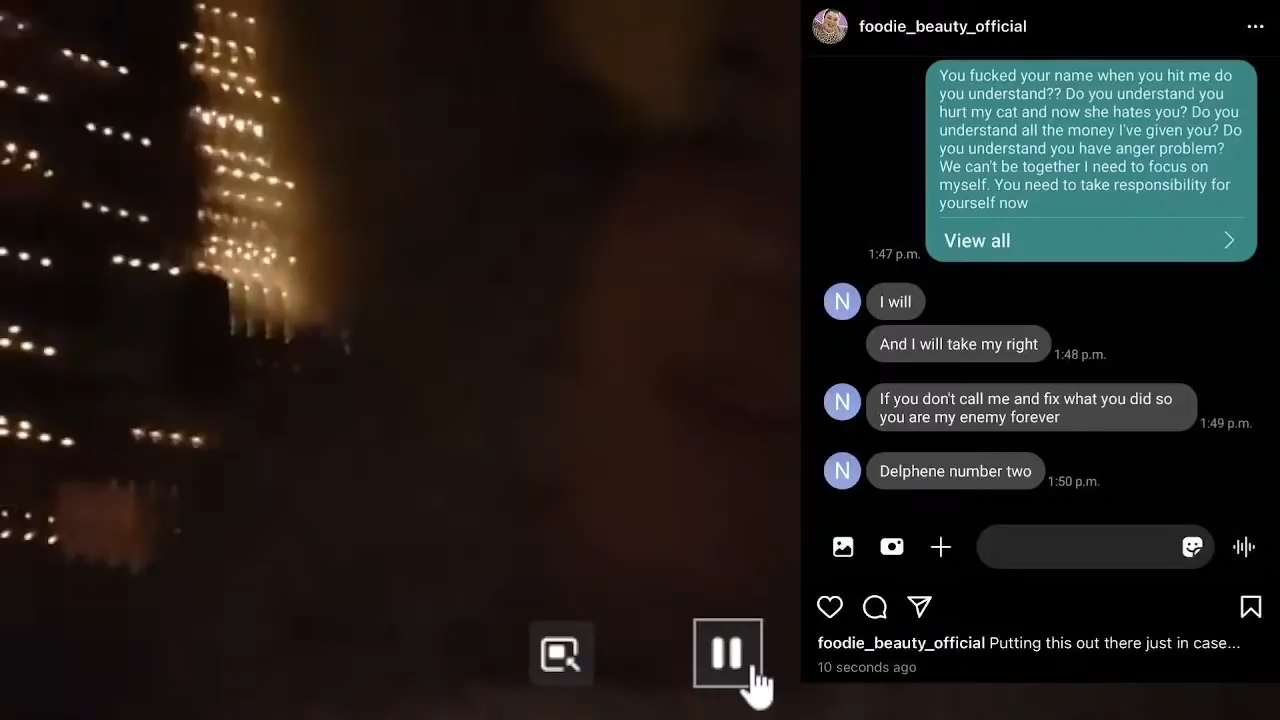 foodie_beauty_official
You fucked your name when you hit me do
you understand?? Do you understand you
hurt my cat and now she hates you? Do you
understand all the money I've given you? Do
you understand you have anger problem?
We can't be together I need to focus on
myself. You need to take responsibility for
yourself now
View all
1:47 p.m.
N
I will
And I will take my right
1:48 p.m.
N
If you don't call me and fix what you did so
you are my enemy forever
1:49 p.m.
N
Delphene number two
1:50 p.m.
foodie_beauty_official Putting this out there just in case...
10 seconds ago